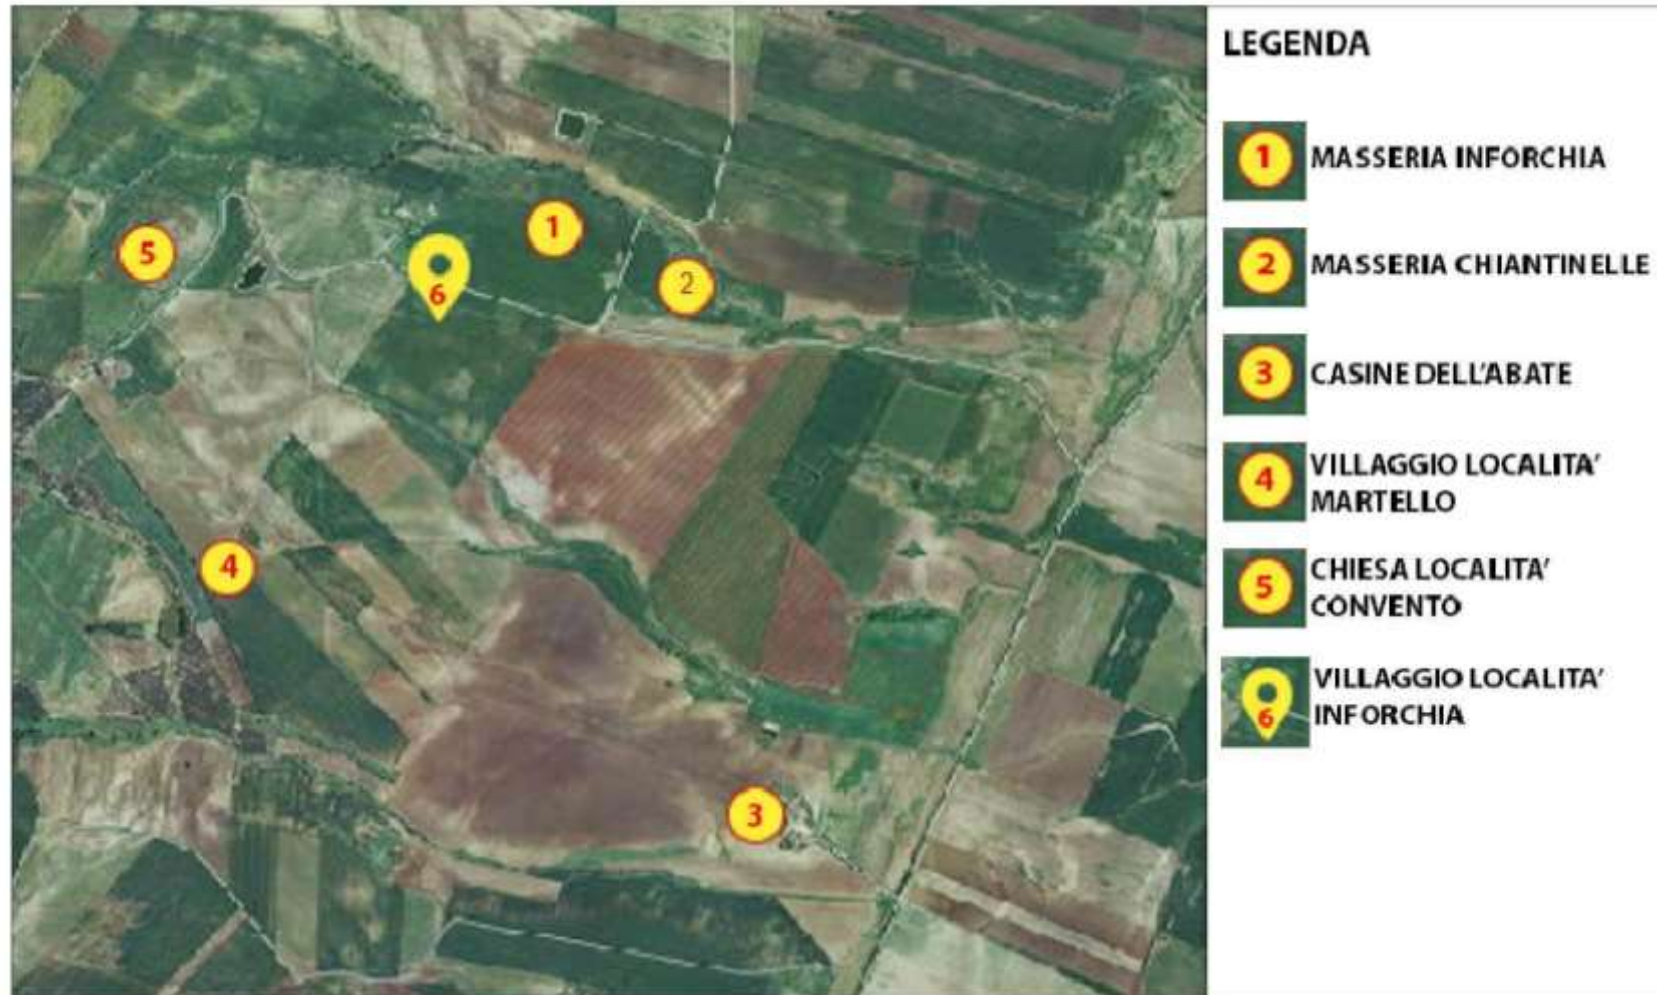 LEGENDA
1
5
2
6
4
3
1 MASSERIA INFORCHIA
2 MASSERIA CHIANTINELLE
3 CASINE DELL'ABATE
4 VILLAGGIO LOCALITA'
MARTELLO
5 CHIESA LOCALITA'
CONVENTO
6 VILLAGGIO LOCALITA'
INFORCHIA